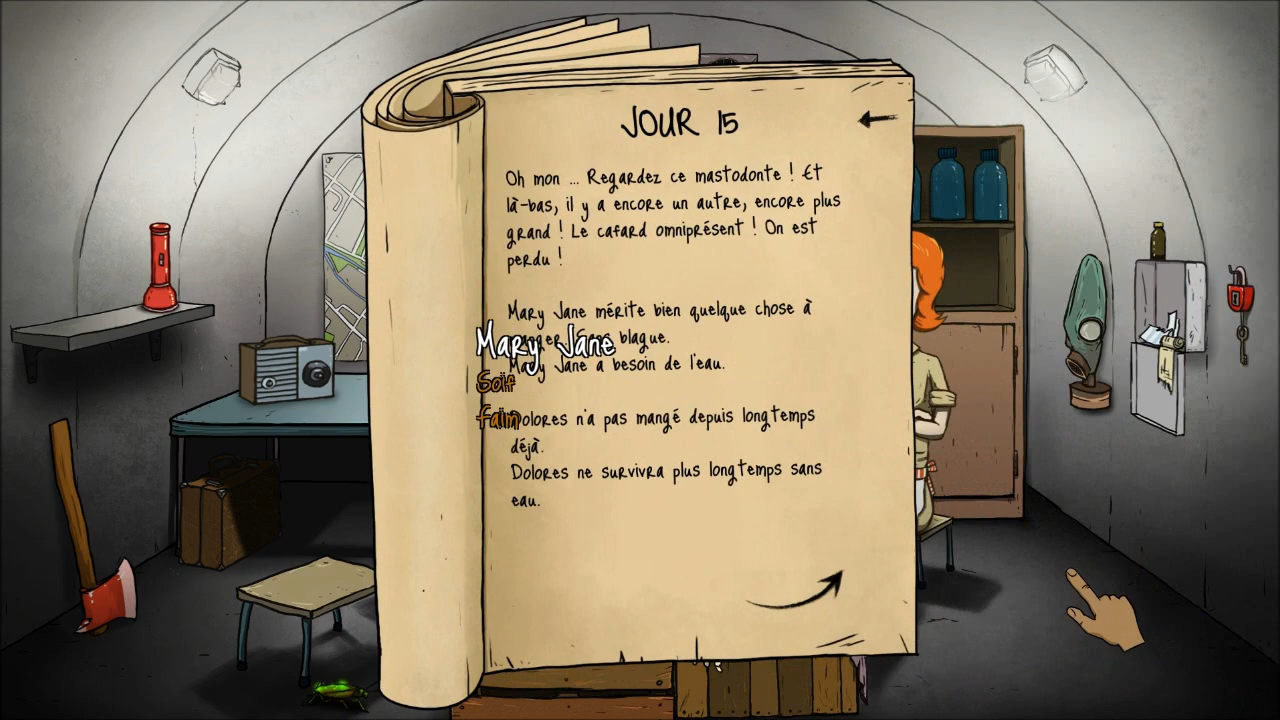 JOUR 15
Oh mon ... Regardez ce mastodonte ! Et
là-bas, il y a encore un autre, encore plus
grand ! Le cafard omniprésent ! On est
perdu !
Mary Jane mérite bien quelque chose à
blague.
Mary Jane
Mary Jane a besoin de l'eau.
Soif
Faim
Dolores n'a pas mangé depuis longtemps
déjà.
Dolores ne survivra plus longtemps sans
eau.